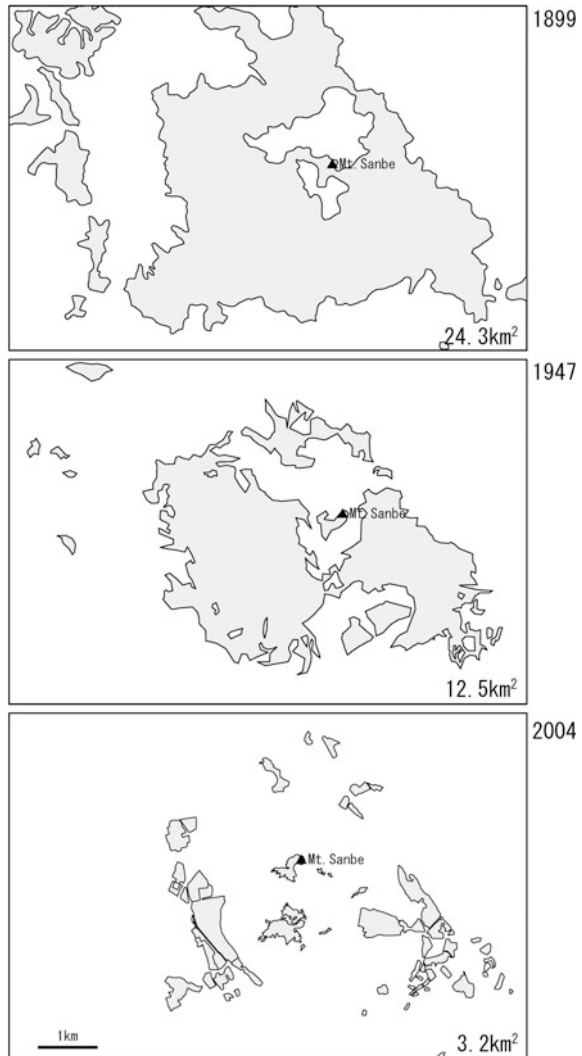 1899
Mt. Sanbe
24.3km²
1947
Mt. Sanbe
12.5km²
2004
Mt. Sanbe
1km
3.2km²